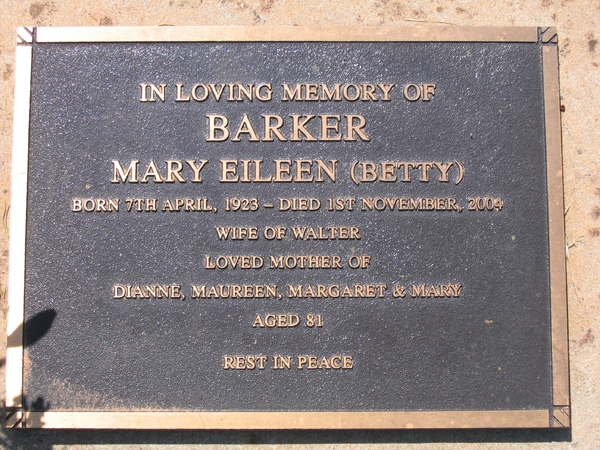 IN LOVING MEMORY OF
BARKER
MARY EILEEN (BETTY)
BORN 7TH APRIL, 1923 – DIED 1ST NOVEMBER, 2004
WIFE OF WALTER
LOVED MOTHER OF
DIANNE, MAUREEN, MARGARET & MARY
AGED 81
REST IN PEACE